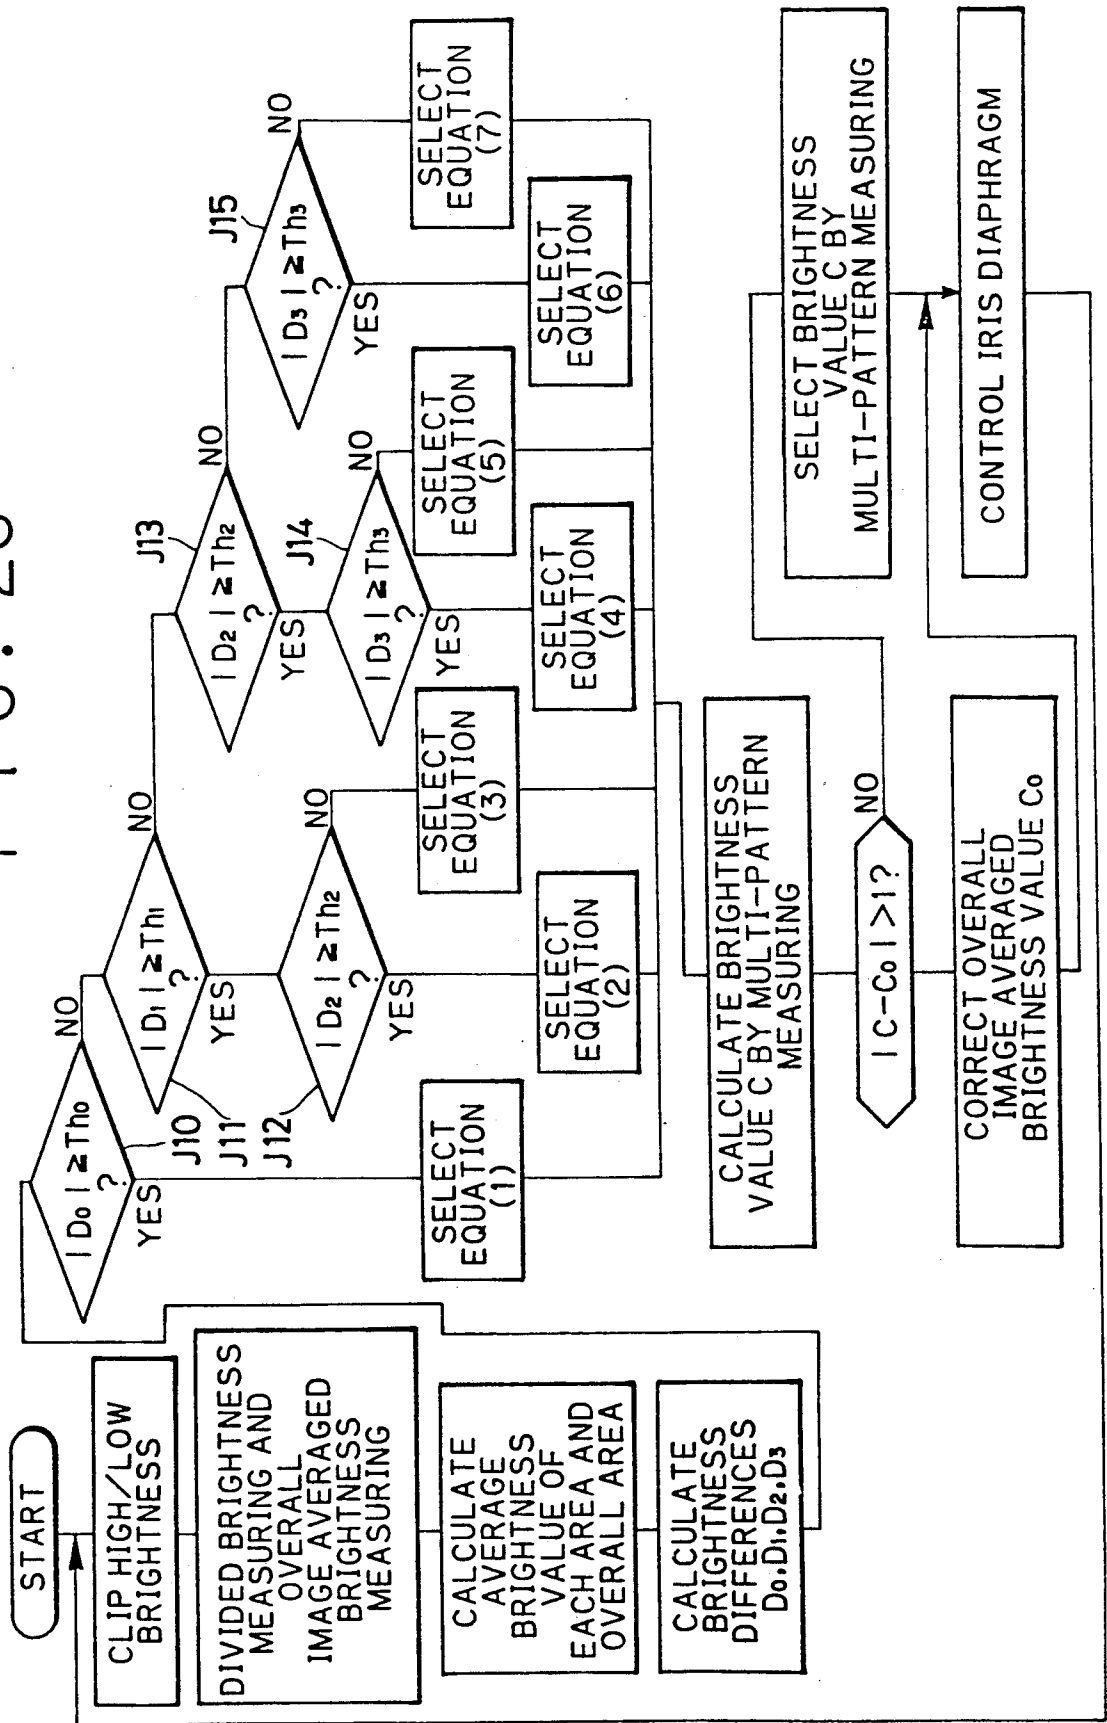 START
CLIP HIGH/LOW
BRIGHTNESS
DIVIDED BRIGHTNESS
MEASURING AND
OVERALL
IMAGE AVERAGED
BRIGHTNESS
MEASURING
CALCULATE
AVERAGE
BRIGHTNESS
VALUE OF
EACH AREA AND
OVERALL AREA
CALCULATE
BRIGHTNESS
DIFFERENCES
D0,D1,D2,D3
| D0 | ≥ Th0
?
NO
YES
J10
| D1 | ≥ Th1
?
NO
YES
J11
| D2 | ≥ Th2
?
NO
YES
J12
| D2 | ≥ Th2
?
NO
YES
J13
| D3 | ≥ Th3
?
NO
YES
J14
| D3 | ≥ Th3
?
NO
YES
J15
SELECT
EQUATION
(1)
SELECT
EQUATION
(2)
SELECT
EQUATION
(3)
SELECT
EQUATION
(4)
SELECT
EQUATION
(5)
SELECT
EQUATION
(6)
SELECT
EQUATION
(7)
CALCULATE BRIGHTNESS
VALUE C BY MULTI-PATTERN
MEASURING
| C-C0 | >1?
NO
CORRECT OVERALL
IMAGE AVERAGED
BRIGHTNESS VALUE C0
SELECT BRIGHTNESS
VALUE C BY
MULTI-PATTERN MEASURING
CONTROL IRIS DIAPHRAGM